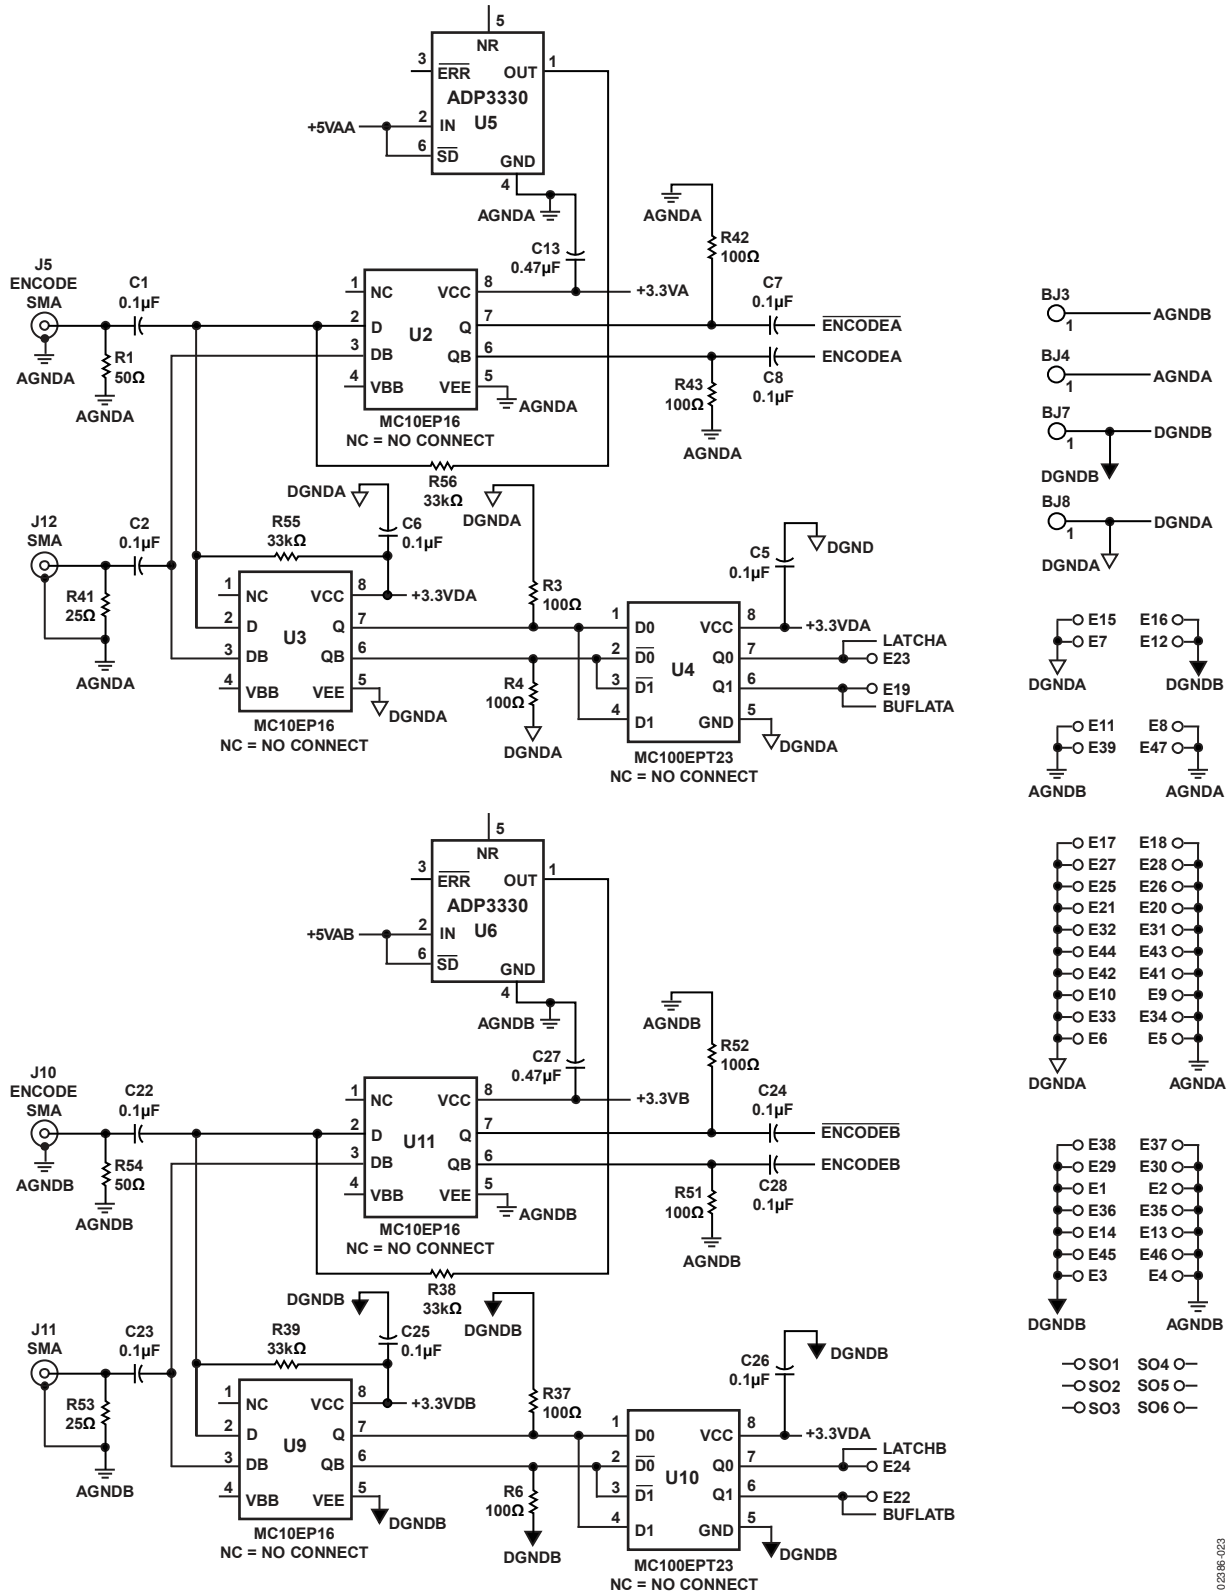 5
NR
3
ERR
OUT
1
ADP3330
U5
+5VAA
2
IN
6
SD
GND
4
AGNDA
AGNDA
R42
100Ω
C13
0.47µF
J5
ENCODE
SMA
C1
0.1µF
1
NC
VCC
8
+3.3VA
C7
0.1µF
2
D
U2
Q
7
ENCODEA
3
DB
QB
6
ENCODEA
AGNDA
R1
50Ω
4
VBB
VEE
5
AGNDA
R43
100Ω
C8
0.1µF
AGNDA
MC10EP16
NC = NO CONNECT
AGNDA
R56
33kΩ
DGNDA
DGNDA
J12
SMA
C2
0.1µF
R55
33kΩ
C6
0.1µF
C5
0.1µF
DGND
R41
25Ω
1
NC
VCC
8
+3.3VDA
R3
100Ω
2
D
U3
Q
7
1
D0
VCC
8
+3.3VDA
3
DB
QB
6
2
D0
U4
Q0
7
LATCHA
E23
AGNDA
4
VBB
VEE
5
DGNDA
R4
100Ω
3
D1
Q1
6
E19
BUFLATA
4
D1
GND
5
DGNDA
MC10EP16
NC = NO CONNECT
DGNDA
MC100EPT23
NC = NO CONNECT
5
NR
3
ERR
OUT
1
ADP3330
U6
+5VAB
2
IN
6
SD
GND
4
AGNDB
AGNDB
R52
100Ω
C27
0.47µF
J10
ENCODE
SMA
C22
0.1µF
1
NC
VCC
8
+3.3VB
C24
0.1µF
2
D
U11
Q
7
ENCODEB
3
DB
QB
6
ENCODEB
AGNDB
R54
50Ω
4
VBB
VEE
5
AGNDB
R51
100Ω
C28
0.1µF
AGNDB
MC10EP16
NC = NO CONNECT
AGNDB
R38
33kΩ
DGNDB
DGNDB
J11
SMA
C23
0.1µF
R39
33kΩ
C25
0.1µF
C26
0.1µF
DGNDB
R53
25Ω
1
NC
VCC
8
+3.3VDB
R37
100Ω
2
D
U9
Q
7
1
D0
VCC
8
+3.3VDA
3
DB
QB
6
2
D0
U10
Q0
7
LATCHB
E24
AGNDB
4
VBB
VEE
5
DGNDB
R6
100Ω
3
D1
Q1
6
E22
BUFLATB
4
D1
GND
5
DGNDB
MC10EP16
NC = NO CONNECT
DGNDB
MC100EPT23
NC = NO CONNECT
BJ3
1
AGNDB
BJ4
1
AGNDA
BJ7
1
DGNDB
DGNDB
BJ8
1
DGNDA
DGNDA
E15 E16
E7 E12
DGNDA DGNDB
E11 E8
E39 E47
AGNDB AGNDA
E17 E18
E27 E28
E25 E26
E21 E20
E32 E31
E44 E43
E42 E41
E10 E9
E33 E34
E6 E5
DGNDA AGNDA
E38 E37
E29 E30
E1 E2
E36 E35
E14 E13
E45 E46
E3 E4
DGNDB AGNDB
SO1 SO4
SO2 SO5
SO3 SO6
02386-023